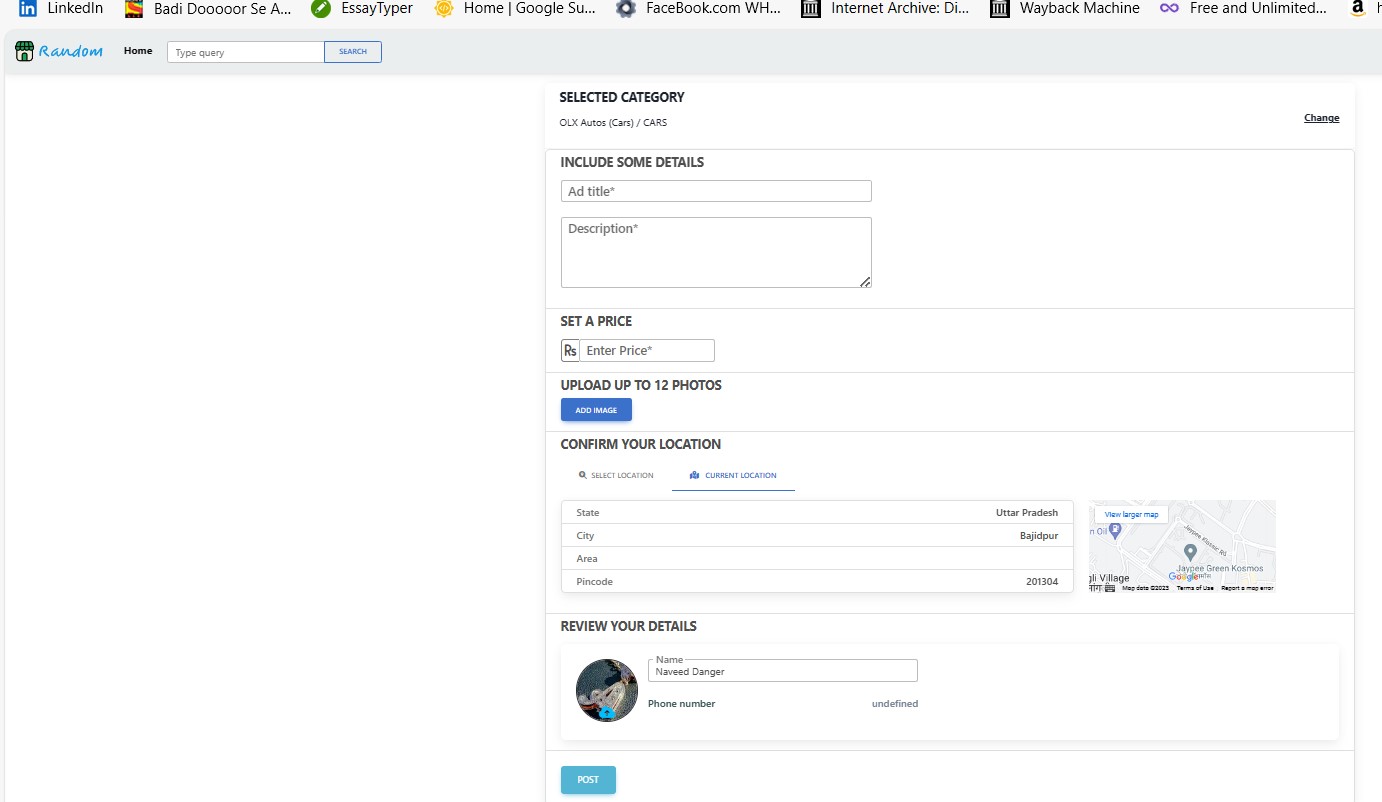 LinkedIn Badi Dooooor Se A... EssayTyper Home | Google Su... FaceBook.com WH... Internet Archive: Di... Wayback Machine Free and Unlimited...
Random Home Type query SEARCH
SELECTED CATEGORY
OLX Autos (Cars) / CARS
Change
INCLUDE SOME DETAILS
Ad title*
Description*
SET A PRICE
Rs Enter Price*
UPLOAD UP TO 12 PHOTOS
ADD IMAGE
CONFIRM YOUR LOCATION
SELECT LOCATION CURRENT LOCATION
State Uttar Pradesh
City Bajidpur
Area
Pincode 201304
View larger map
n Oil
Jaypee Klassic Rd
Jaypee Green Kosmos
Google
gli Village
Map data ©2023 Terms of Use Report a map error
REVIEW YOUR DETAILS
Name
Naveed Danger
Phone number undefined
POST